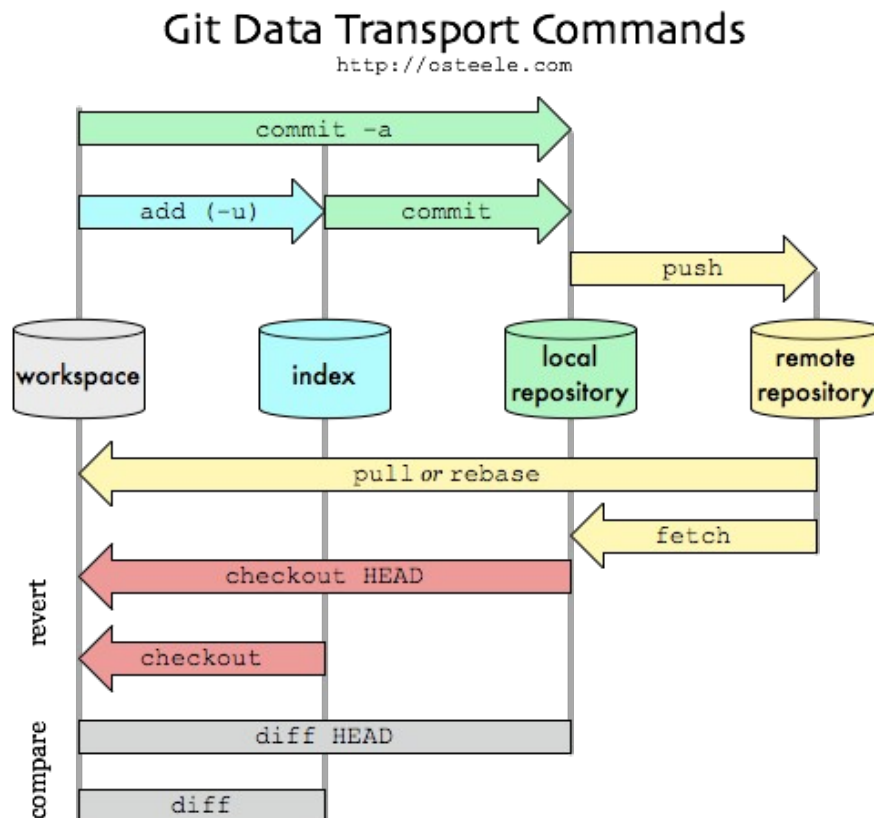 Git Data Transport Commands
http://osteele.com
commit -a
add (-u)
commit
push
workspace
index
local
repository
remote
repository
pull or rebase
fetch
revert
checkout HEAD
checkout
compare
diff HEAD
diff